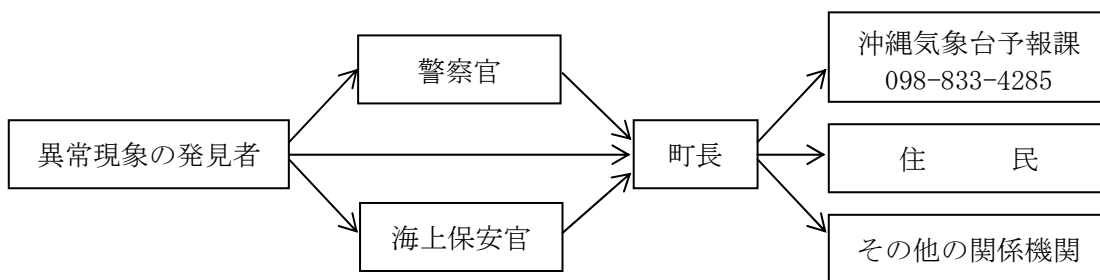 異常現象の発見者
警察官
海上保安官
町長
沖縄気象台予報課
098-833-4285
住　　　民
その他の関係機関